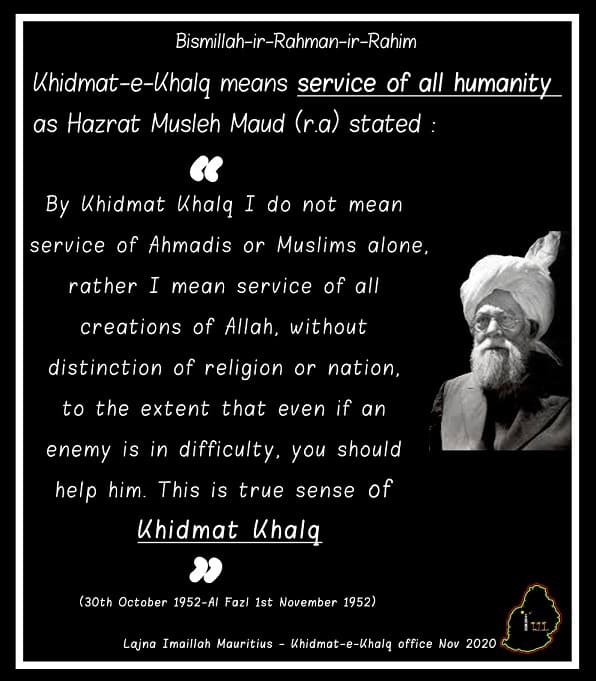 Bismillah-ir-Rahman-ir-Rahim
Khidmat-e-Khalq means service of all humanity
as Hazrat Musleh Maud (r.a) stated :
“
By Khidmat Khalq I do not mean
service of Ahmadis or Muslims alone,
rather I mean service of all
creations of Allah, without
distinction of religion or nation,
to the extent that even if an
enemy is in difficulty, you should
help him. This is true sense of
Khidmat Khalq
”
(30th October 1952-Al Fazl 1st November 1952)
Lajna Imaillah Mauritius - Khidmat-e-Khalq office Nov 2020